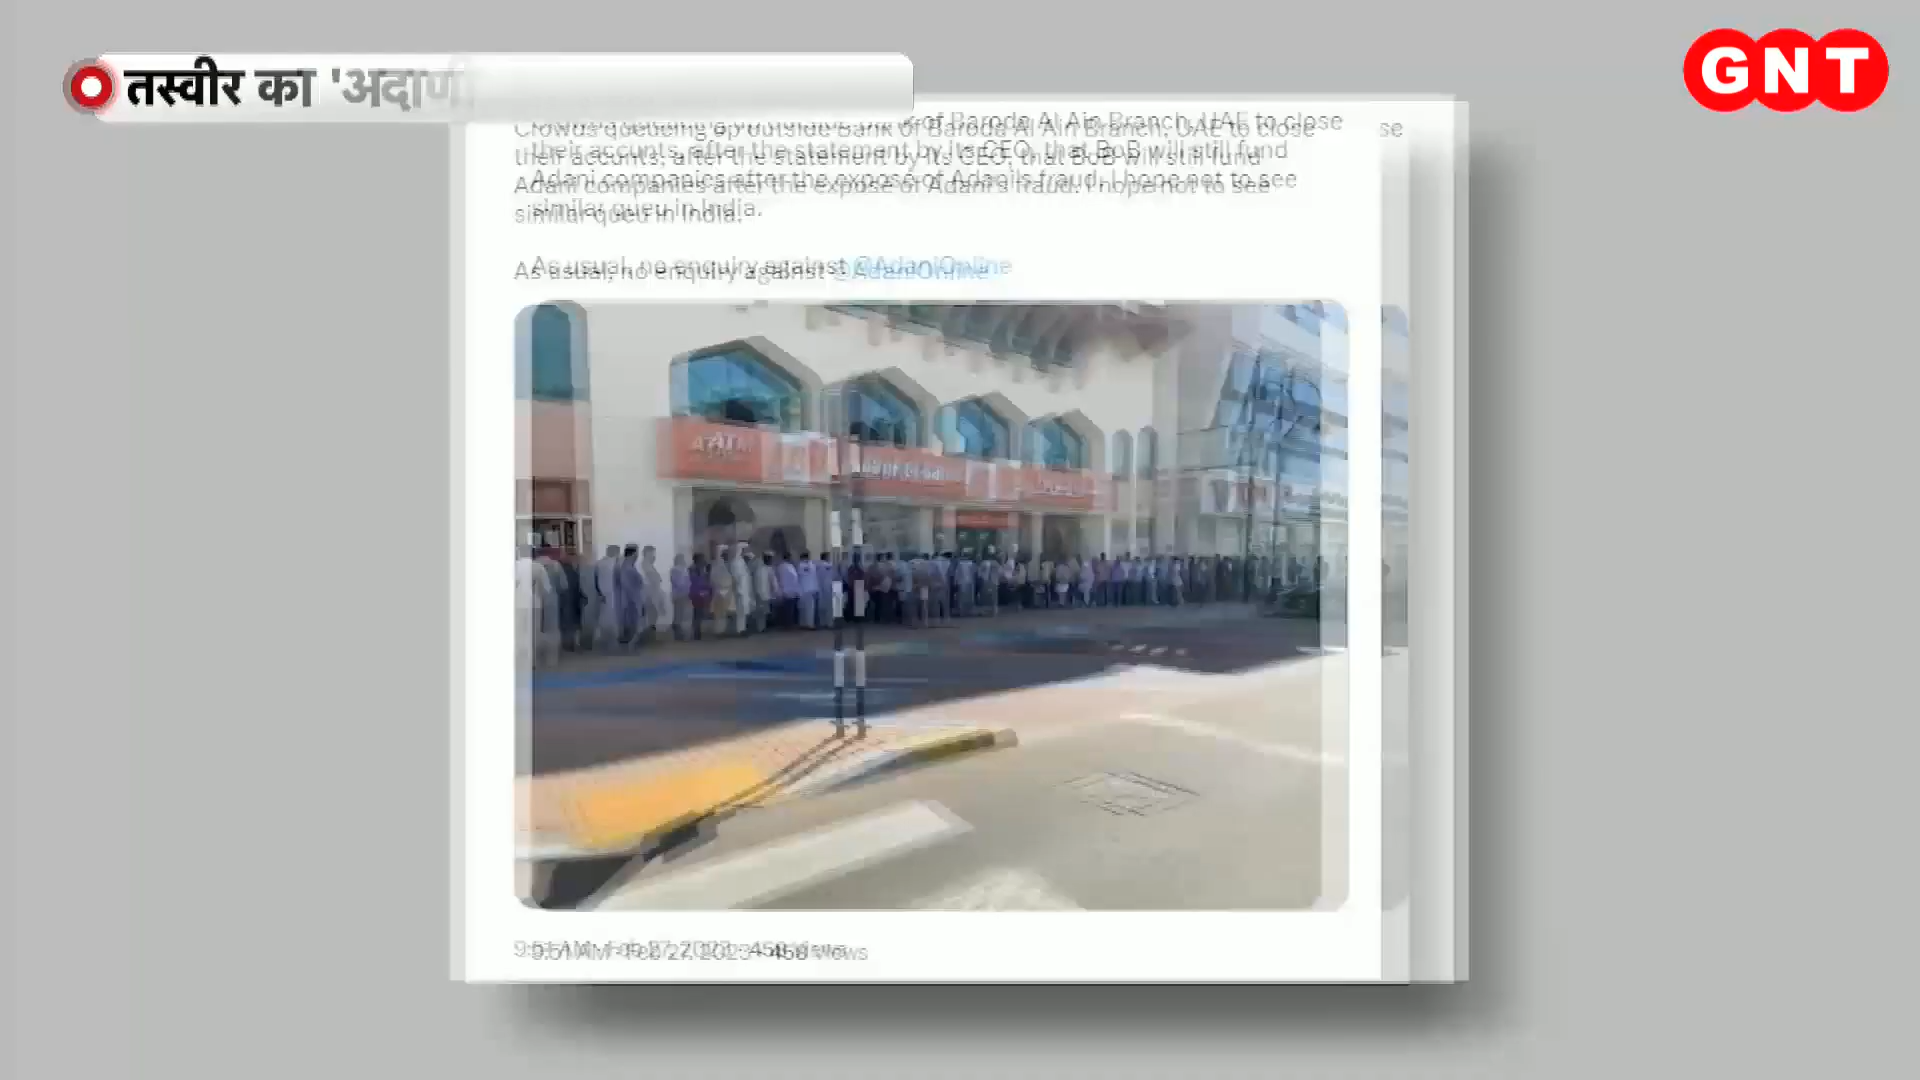 तस्वीर का 'अदाणी
GNT
Crowds queueing up outside Bank of Baroda Al Ain Branch, UAE to close
their accunts, after the statement by its CEO, that BoB will still fund
Adani companies after the expose of Adani's fraud. I hope not to see
similar queu in India.
As usual, no enquiry against @AdaniOnline
9:51 AM · Feb 27, 2023 · 458 Views